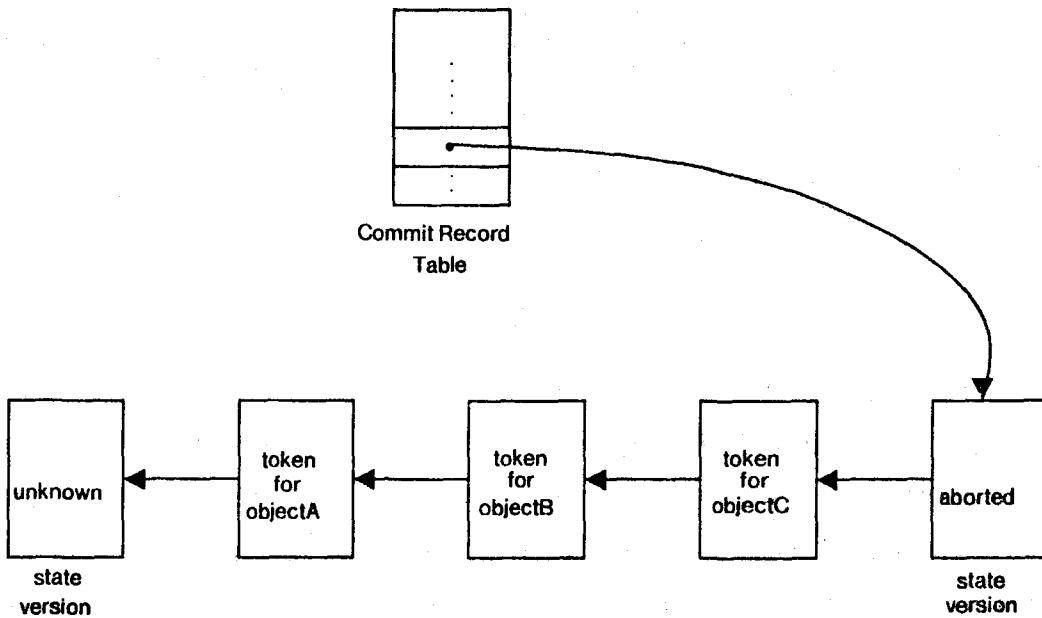 Commit Record
Table
unknown
token
for
objectA
token
for
objectB
token
for
objectC
aborted
state
version
state
version